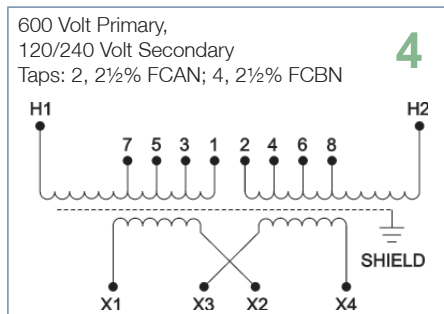 600 Volt Primary,
120/240 Volt Secondary
Taps: 2, 2½% FCAN; 4, 2½% FCBN
4
H1 H2
7 5 3 1 2 4 6 8
SHIELD
X1 X3 X2 X4